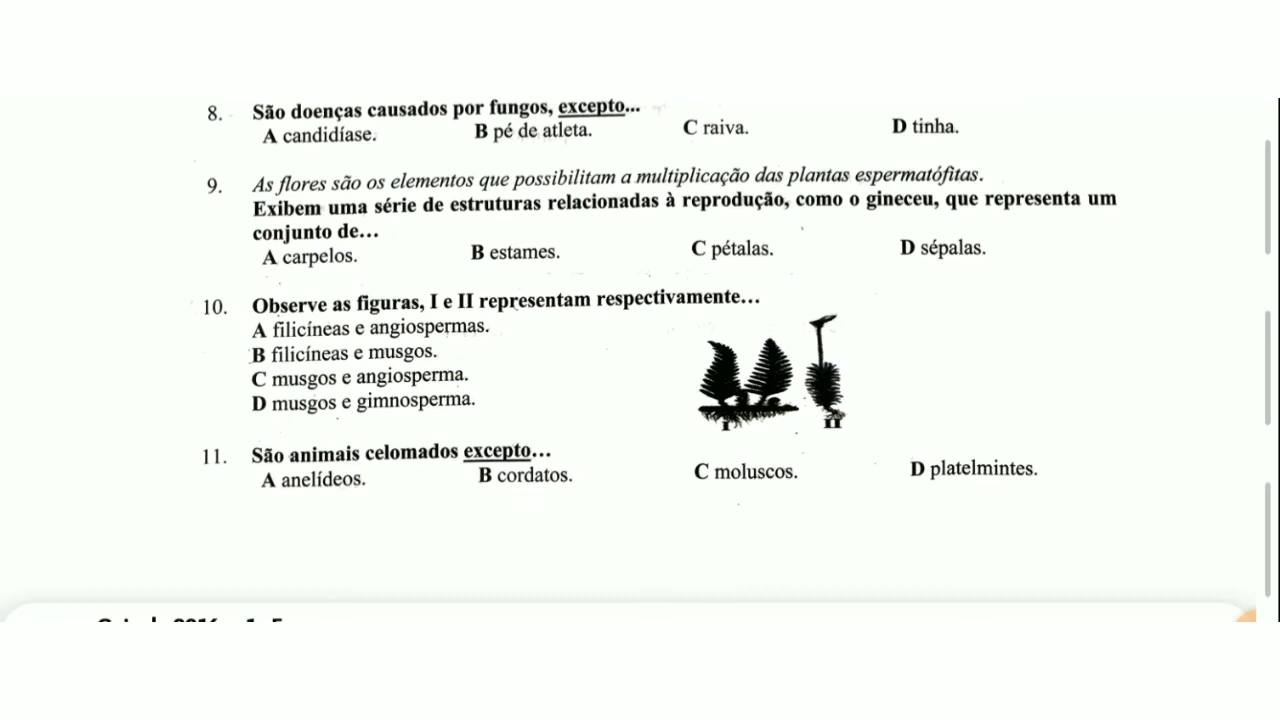 8. São doenças causados por fungos, excepto...
A candidíase. B pé de atleta. C raiva. D tinha.
9. As flores são os elementos que possibilitam a multiplicação das plantas espermatófitas.
Exibem uma série de estruturas relacionadas à reprodução, como o gineceu, que representa um
conjunto de...
A carpelos. B estames. C pétalas. D sépalas.
10. Observe as figuras, I e II representam respectivamente...
A filicíneas e angiospermas.
B filicíneas e musgos.
C musgos e angiosperma.
D musgos e gimnosperma.
I II
11. São animais celomados excepto...
A anelídeos. B cordatos. C moluscos. D platelmintes.